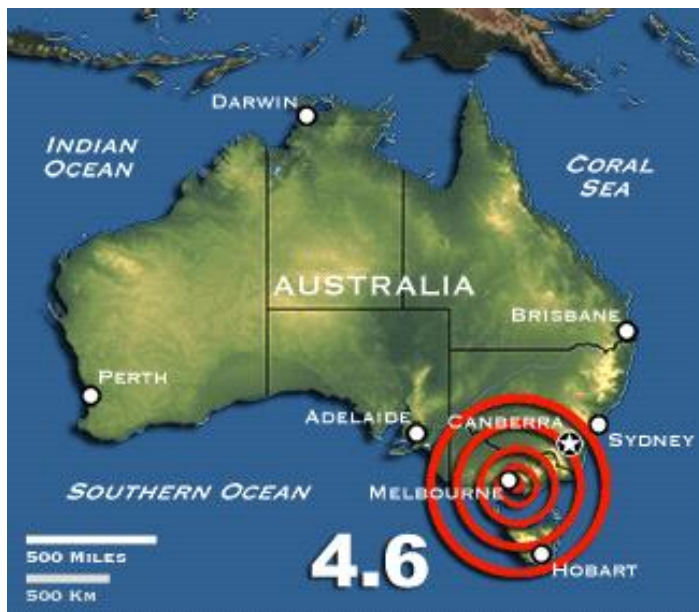 DARWIN
INDIAN
OCEAN
CORAL
SEA
AUSTRALIA
BRISBANE
PERTH
ADELAIDE
CANBERRA
SYDNEY
SOUTHERN OCEAN
MELBOURNE
500 MILES
4.6
HOBART
500 KM